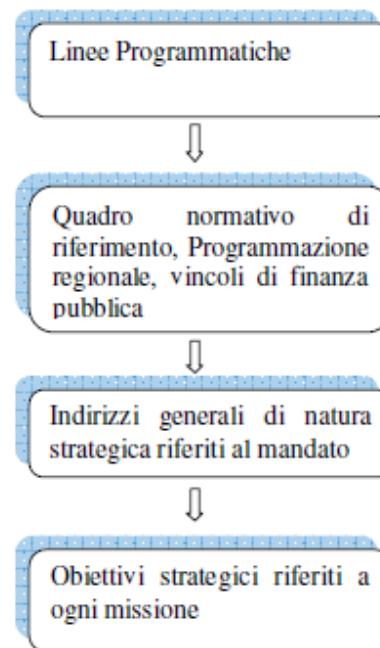 Linee Programmatiche
Quadro normativo di
riferimento, Programmazione
regionale, vincoli di finanza
pubblica
Indirizzi generali di natura
strategica riferiti al mandato
Obiettivi strategici riferiti a
ogni missione